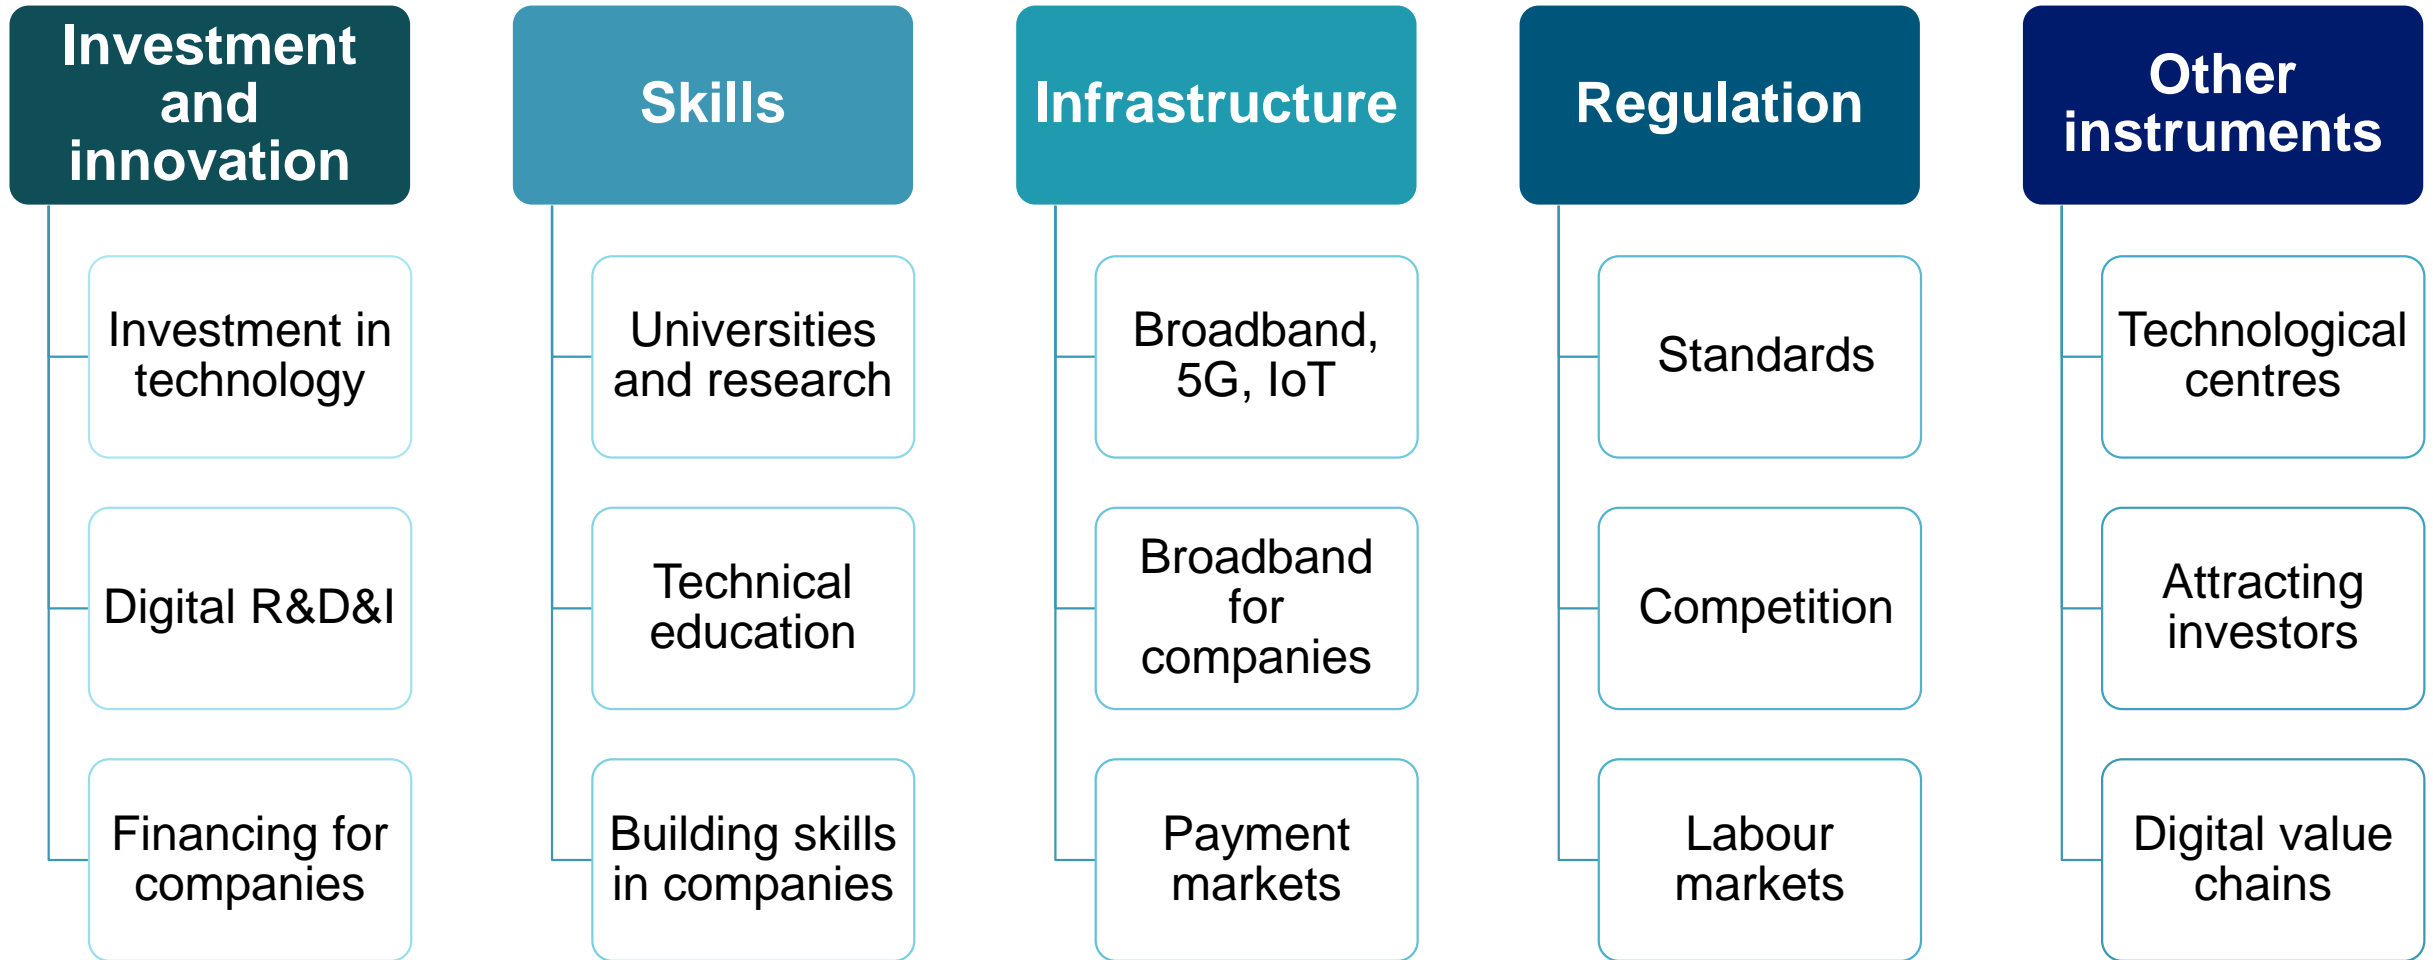 Investment
and
innovation
Investment in
technology
Digital R&D&I
Financing for
companies
Skills
Universities
and research
Technical
education
Building skills
in companies
Infrastructure
Broadband,
5G, IoT
Broadband
for
companies
Payment
markets
Regulation
Standards
Competition
Labour
markets
Other
instruments
Technological
centres
Attracting
investors
Digital value
chains